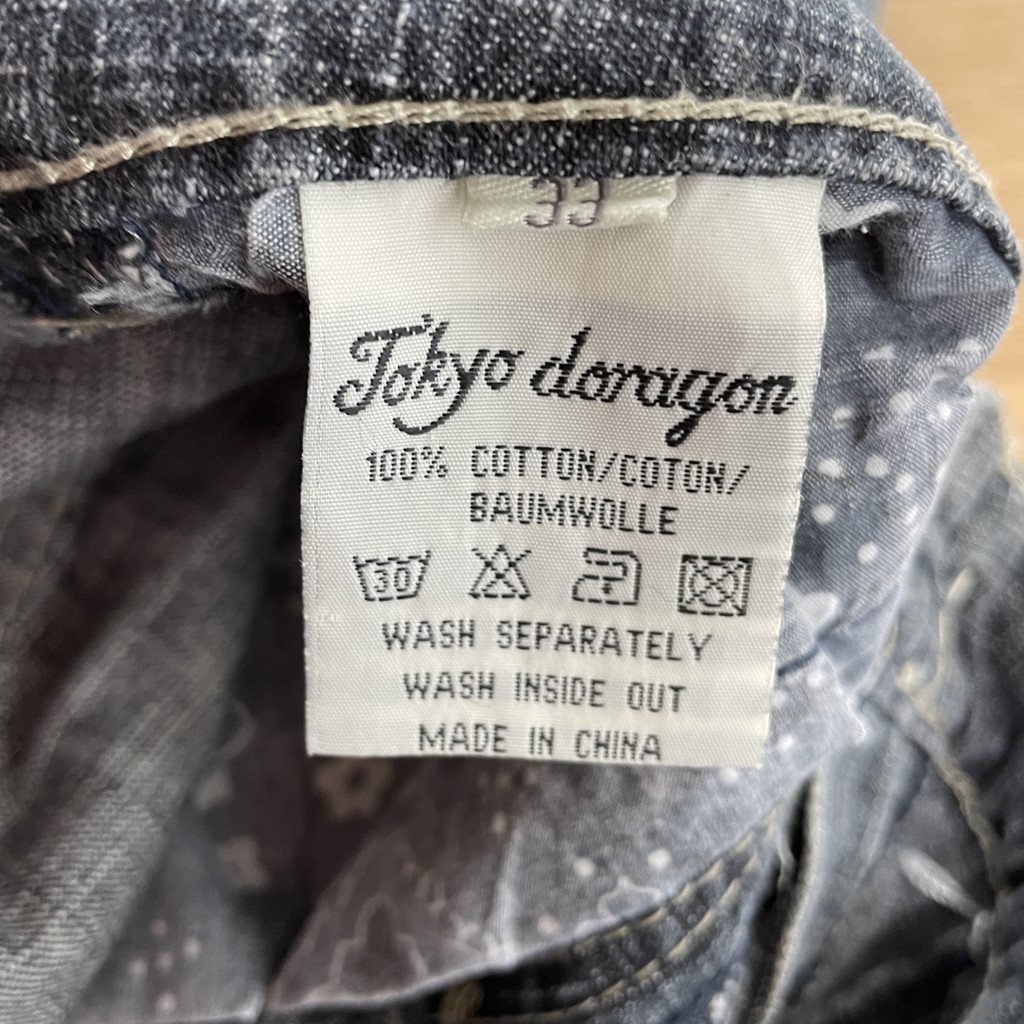 33
Tokyo doragon
100% COTTON/COTON/
BAUMWOLLE
30
WASH SEPARATELY
WASH INSIDE OUT
MADE IN CHINA